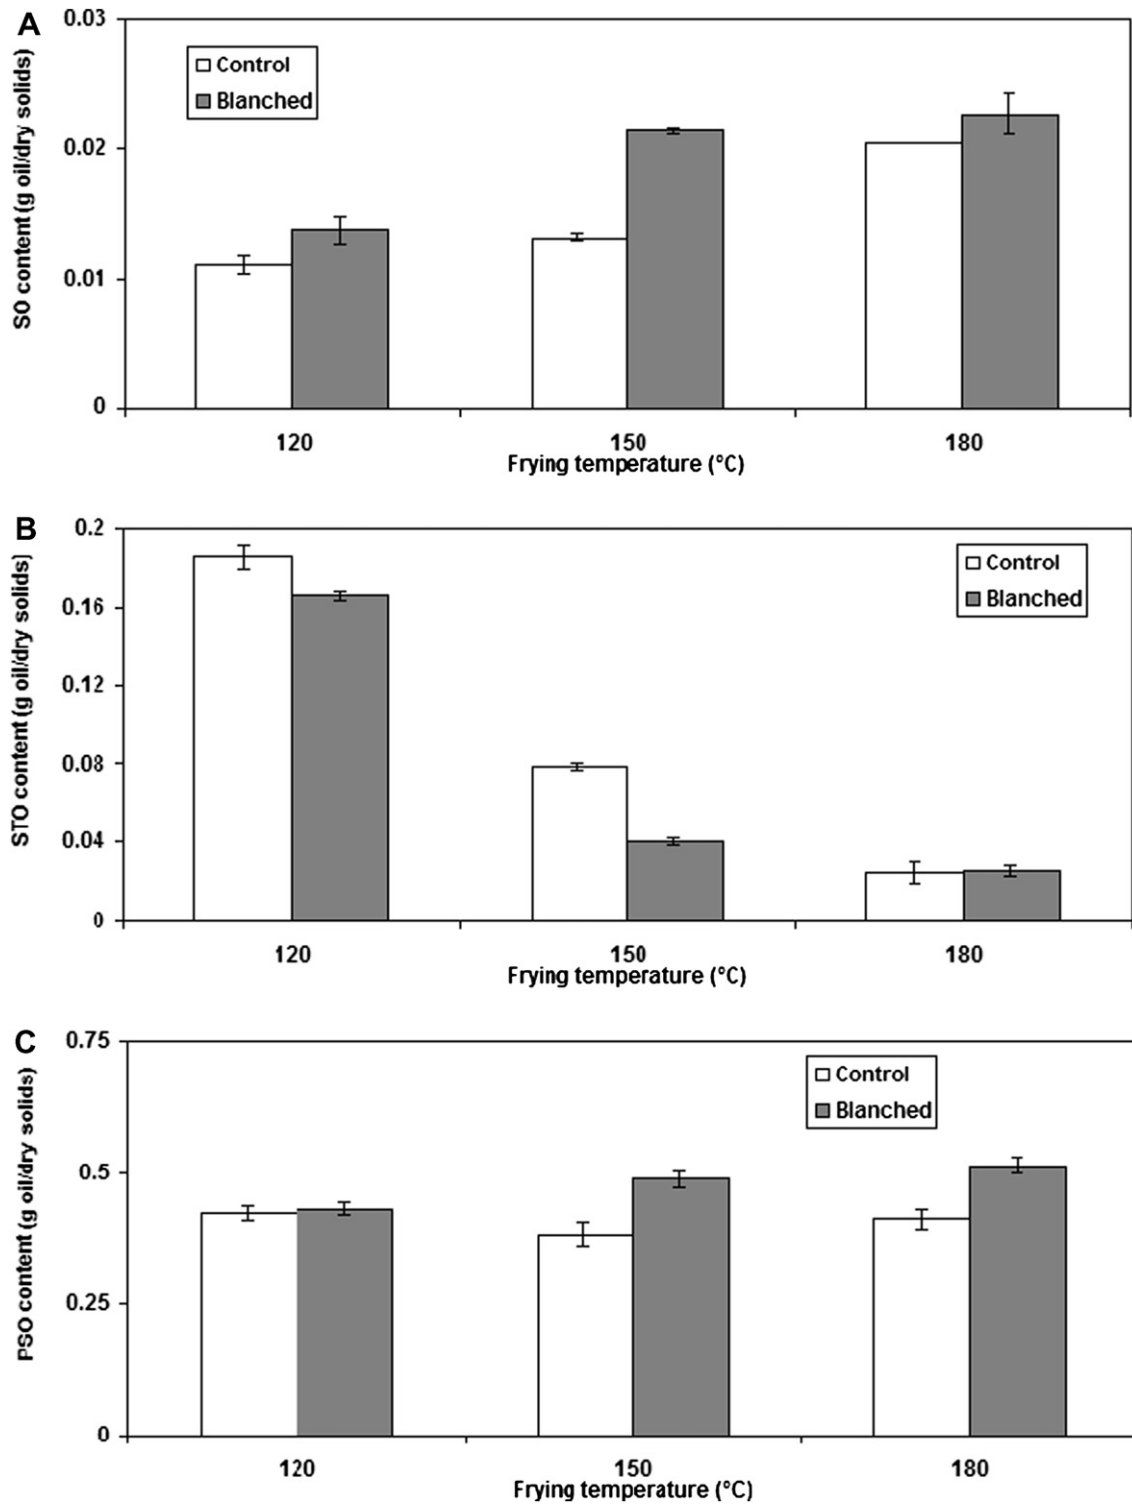 A
SO content (g oil/dry solids)
0.03
0.02
0.01
0
Control
Blanched
120
150
180
Frying temperature (°C)
B
STO content (g oil/dry solids)
0.2
0.16
0.12
0.08
0.04
0
Control
Blanched
120
150
180
Frying temperature (°C)
C
PSO content (g oil/dry solids)
0.75
0.5
0.25
0
Control
Blanched
120
150
180
Frying temperature (°C)